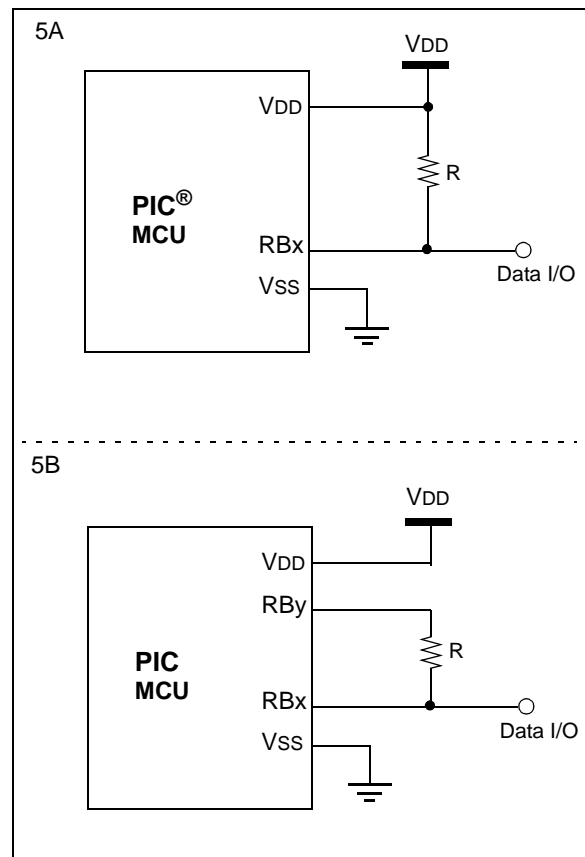 5A
VDD
VDD
R
PIC®
MCU
RBx
Data I/O
VSS
5B
VDD
VDD
RBy
R
PIC
MCU
RBx
Data I/O
VSS